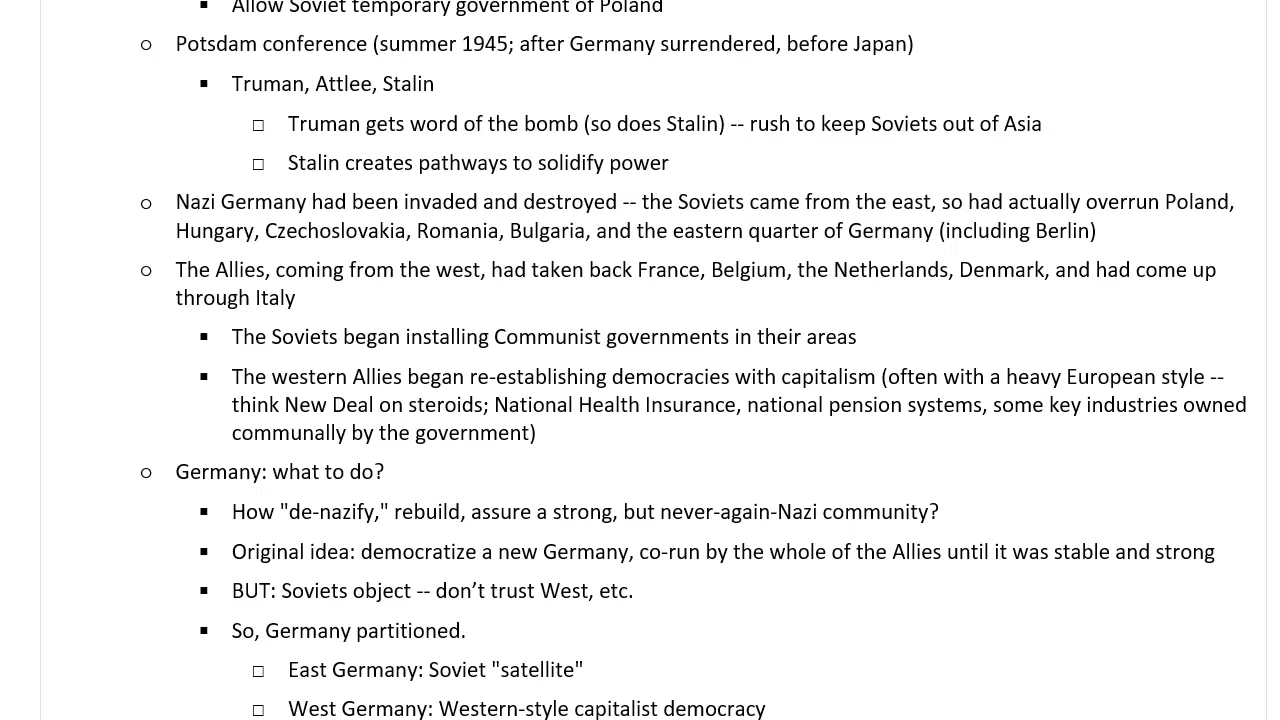 ▪ Allow Soviet temporary government of Poland
○ Potsdam conference (summer 1945; after Germany surrendered, before Japan)
▪ Truman, Attlee, Stalin
□ Truman gets word of the bomb (so does Stalin) -- rush to keep Soviets out of Asia
□ Stalin creates pathways to solidify power
○ Nazi Germany had been invaded and destroyed -- the Soviets came from the east, so had actually overrun Poland,
Hungary, Czechoslovakia, Romania, Bulgaria, and the eastern quarter of Germany (including Berlin)
○ The Allies, coming from the west, had taken back France, Belgium, the Netherlands, Denmark, and had come up
through Italy
▪ The Soviets began installing Communist governments in their areas
▪ The western Allies began re-establishing democracies with capitalism (often with a heavy European style --
think New Deal on steroids; National Health Insurance, national pension systems, some key industries owned
communally by the government)
○ Germany: what to do?
▪ How "de-nazify," rebuild, assure a strong, but never-again-Nazi community?
▪ Original idea: democratize a new Germany, co-run by the whole of the Allies until it was stable and strong
▪ BUT: Soviets object -- don’t trust West, etc.
▪ So, Germany partitioned.
□ East Germany: Soviet "satellite"
□ West Germany: Western-style capitalist democracy